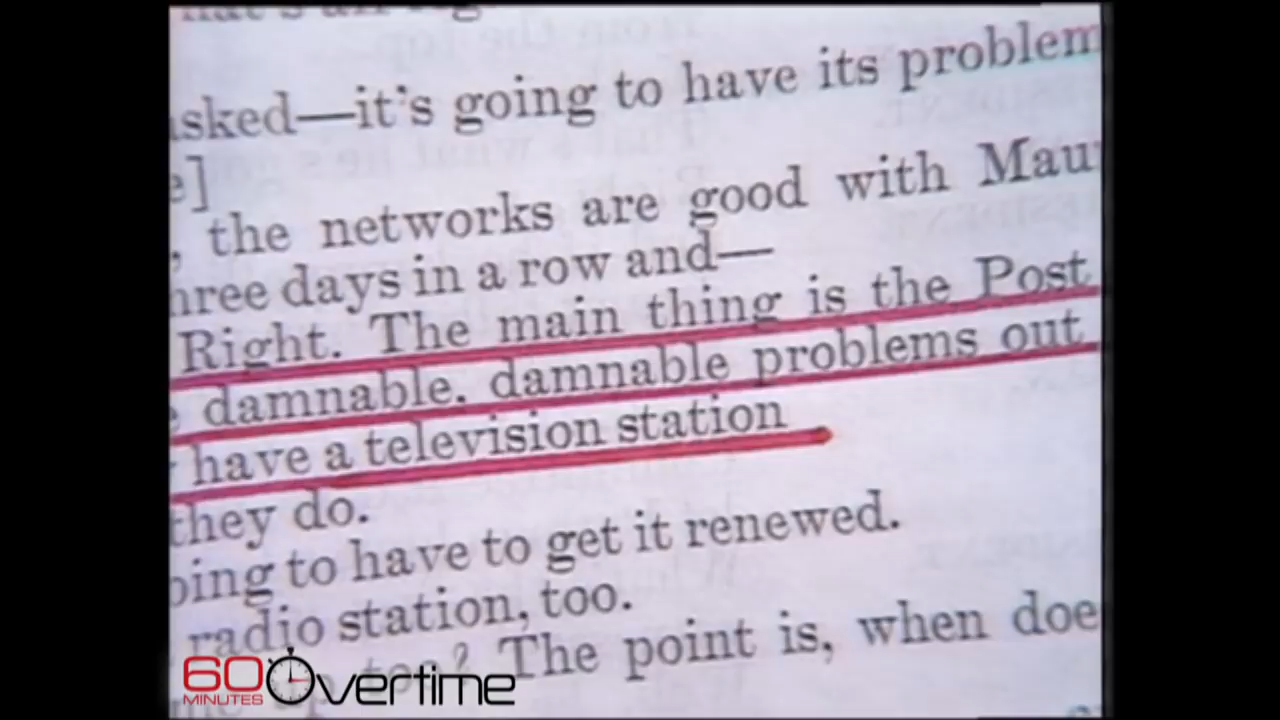 asked—it's going to have its problem
e]
, the networks are good with Mau
hree days in a row and—
Right. The main thing is the Post
damnable. damnable problems out
have a television station
they do.
oing to have to get it renewed.
radio station, too.
The point is, when doe
60 MINUTES Overtime